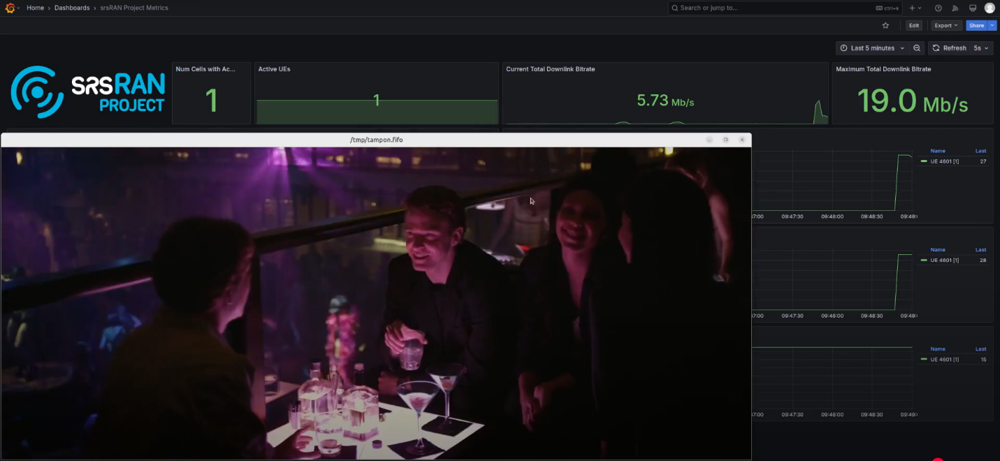 Home › Dashboards › srsRAN Project Metrics
Search or jump to...
ctrl+k
Edit
Export
Share
Last 5 minutes
Refresh 5s
srsRAN
PROJECT
Num Cells with Ac...
1
Active UEs
1
Current Total Downlink Bitrate
5.73 Mb/s
Maximum Total Downlink Bitrate
19.0 Mb/s
/tmp/tampon.fifo
Name Last
UE 4601 [1] 27
7:00 09:47:30 09:48:00 09:48:30 09:49:
Name Last
UE 4601 [1] 28
7:00 09:47:30 09:48:00 09:48:30 09:49:
Name Last
UE 4601 [1] 15
7:00 09:47:30 09:48:00 09:48:30 09:49: